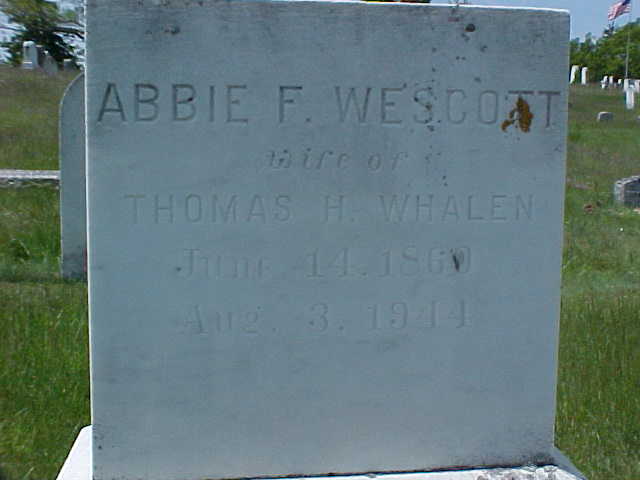 ABBIE F. WESCOTT
Wife of
THOMAS H. WHALEN
June 14. 1860
Aug. 3. 1944